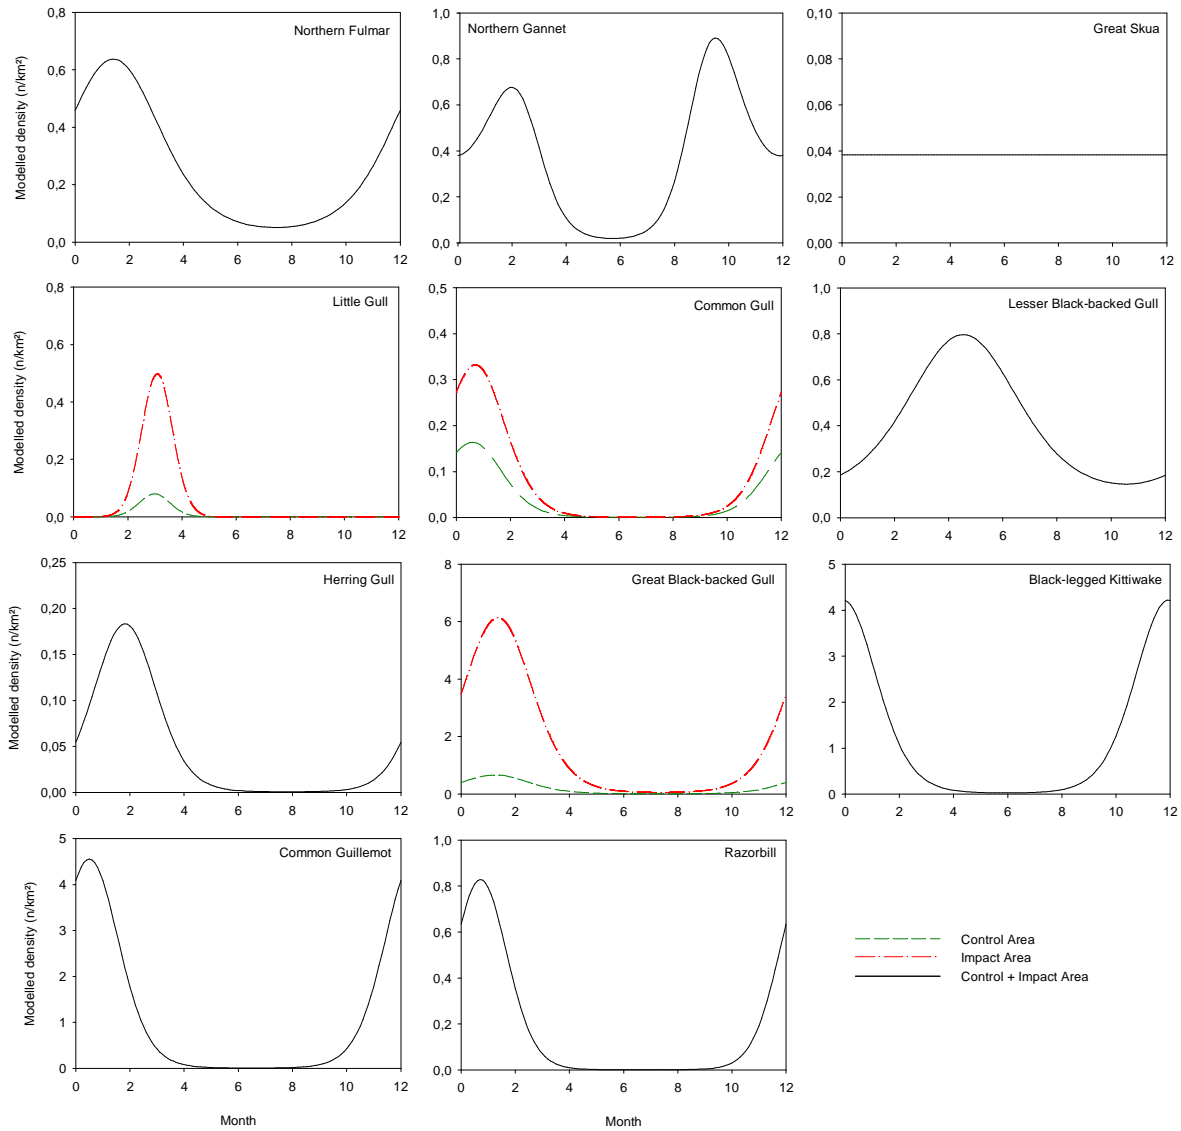 Northern Fulmar
Modelled density (n/km²)
0,8
0,6
0,4
0,2
0,0
0 2 4 6 8 10 12
Northern Gannet
1,0
0,8
0,6
0,4
0,2
0,0
0 2 4 6 8 10 12
Great Skua
0,10
0,08
0,06
0,04
0,02
0,00
0 2 4 6 8 10 12
Little Gull
Modelled density (n/km²)
0,8
0,6
0,4
0,2
0,0
0 2 4 6 8 10 12
Common Gull
0,5
0,4
0,3
0,2
0,1
0,0
0 2 4 6 8 10 12
Lesser Black-backed Gull
1,0
0,8
0,6
0,4
0,2
0,0
0 2 4 6 8 10 12
Herring Gull
Modelled density (n/km²)
0,25
0,20
0,15
0,10
0,05
0,00
0 2 4 6 8 10 12
Great Black-backed Gull
8
6
4
2
0
0 2 4 6 8 10 12
Black-legged Kittiwake
5
4
3
2
1
0
0 2 4 6 8 10 12
Common Guillemot
Modelled density (n/km²)
5
4
3
2
1
0
0 2 4 6 8 10 12
Month
Razorbill
1,0
0,8
0,6
0,4
0,2
0,0
0 2 4 6 8 10 12
Month
Control Area
Impact Area
Control + Impact Area